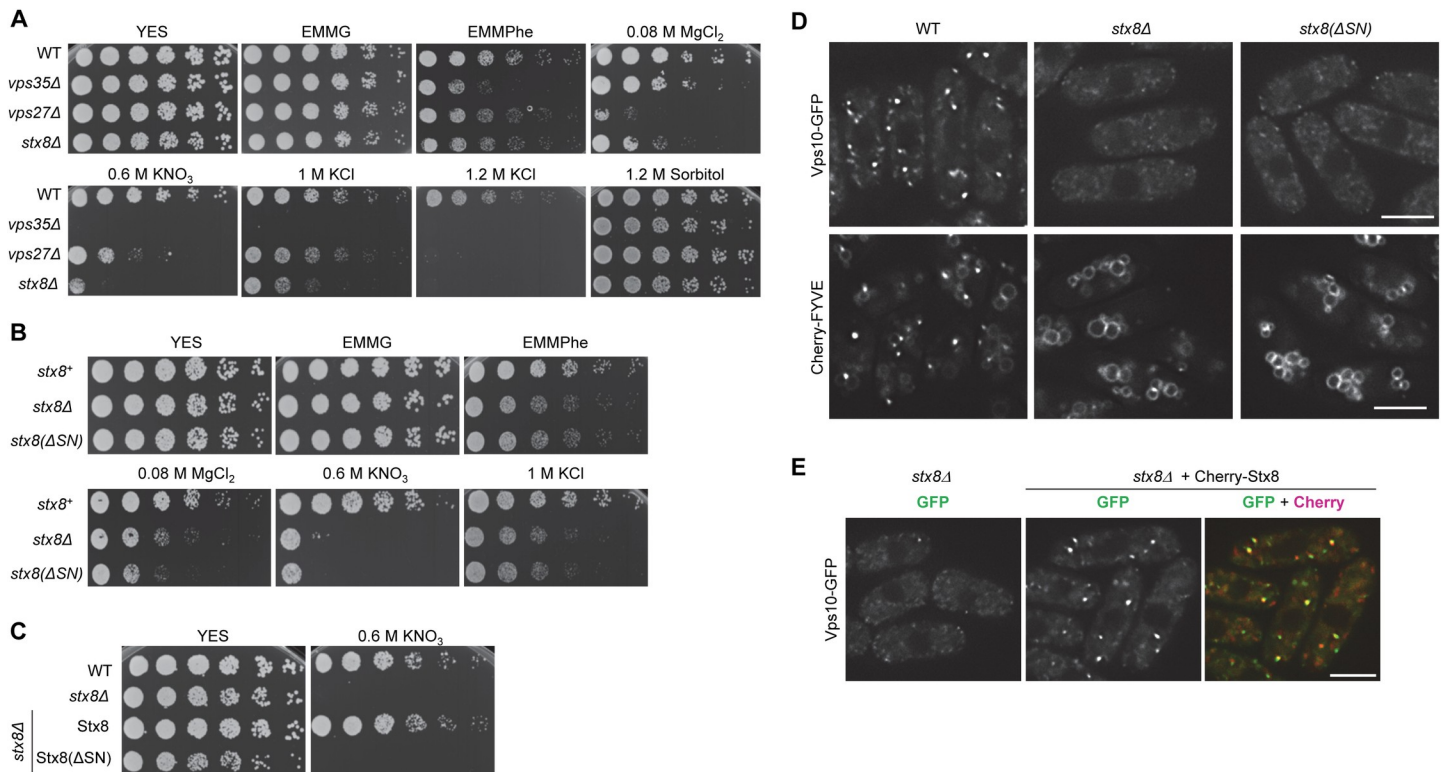 A
YES EMMG EMMPhe 0.08 M MgCl₂
WT
vps35Δ
vps27Δ
stx8Δ
0.6 M KNO₃ 1 M KCl 1.2 M KCl 1.2 M Sorbitol
WT
vps35Δ
vps27Δ
stx8Δ
B
YES EMMG EMMPhe
stx8⁺
stx8Δ
stx8(ΔSN)
0.08 M MgCl₂ 0.6 M KNO₃ 1 M KCl
stx8⁺
stx8Δ
stx8(ΔSN)
C
YES 0.6 M KNO₃
WT
stx8Δ
stx8Δ
Stx8
Stx8(ΔSN)
D
WT stx8Δ stx8(ΔSN)
Vps10-GFP
Cherry-FYVE
E
stx8Δ stx8Δ + Cherry-Stx8
GFP GFP GFP + Cherry
Vps10-GFP